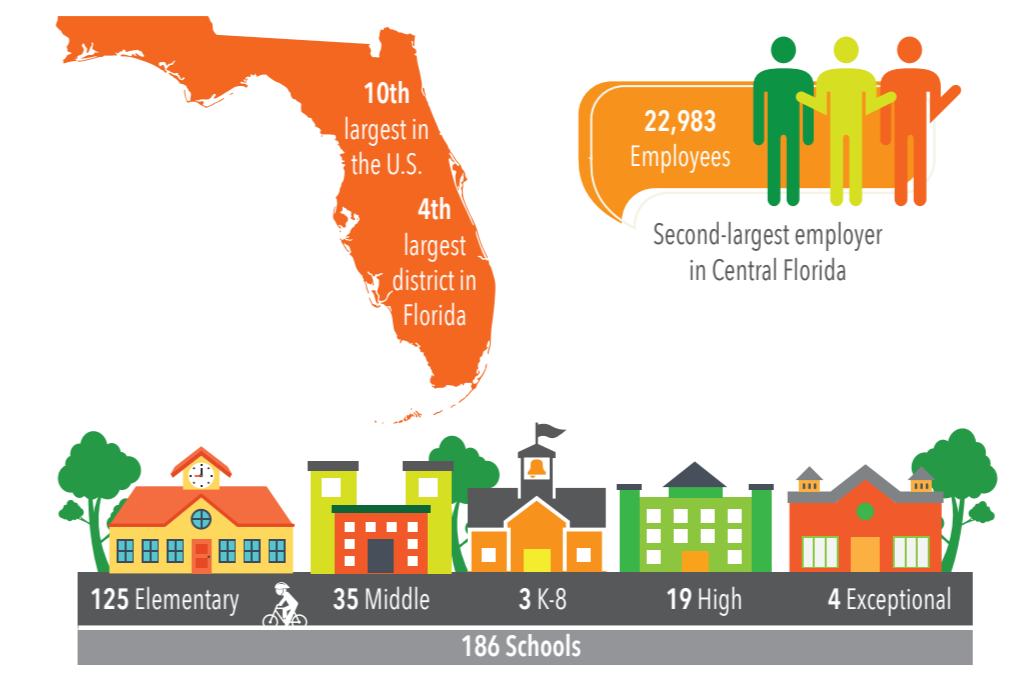 10th
largest in
the U.S.
4th
largest
district in
Florida
22,983
Employees
Second-largest employer
in Central Florida
125 Elementary
35 Middle
3 K-8
19 High
4 Exceptional
186 Schools